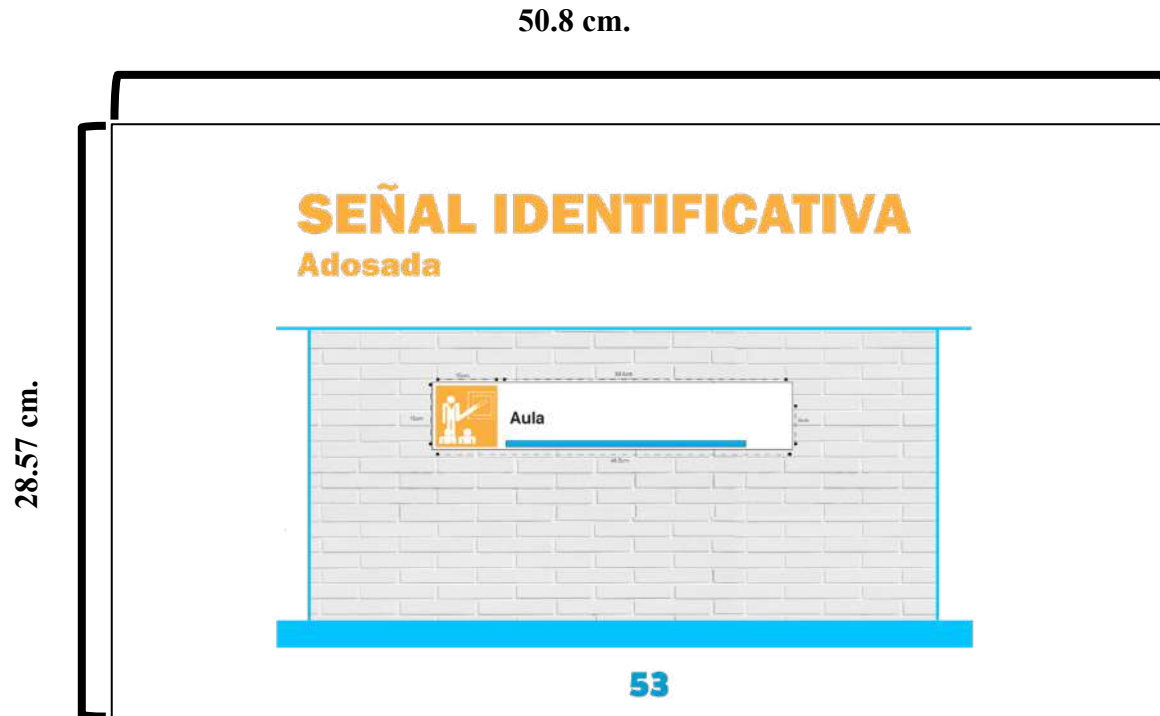 50.8 cm.
28.57 cm.
SEÑAL IDENTIFICATIVA
Adosada
Aula
53